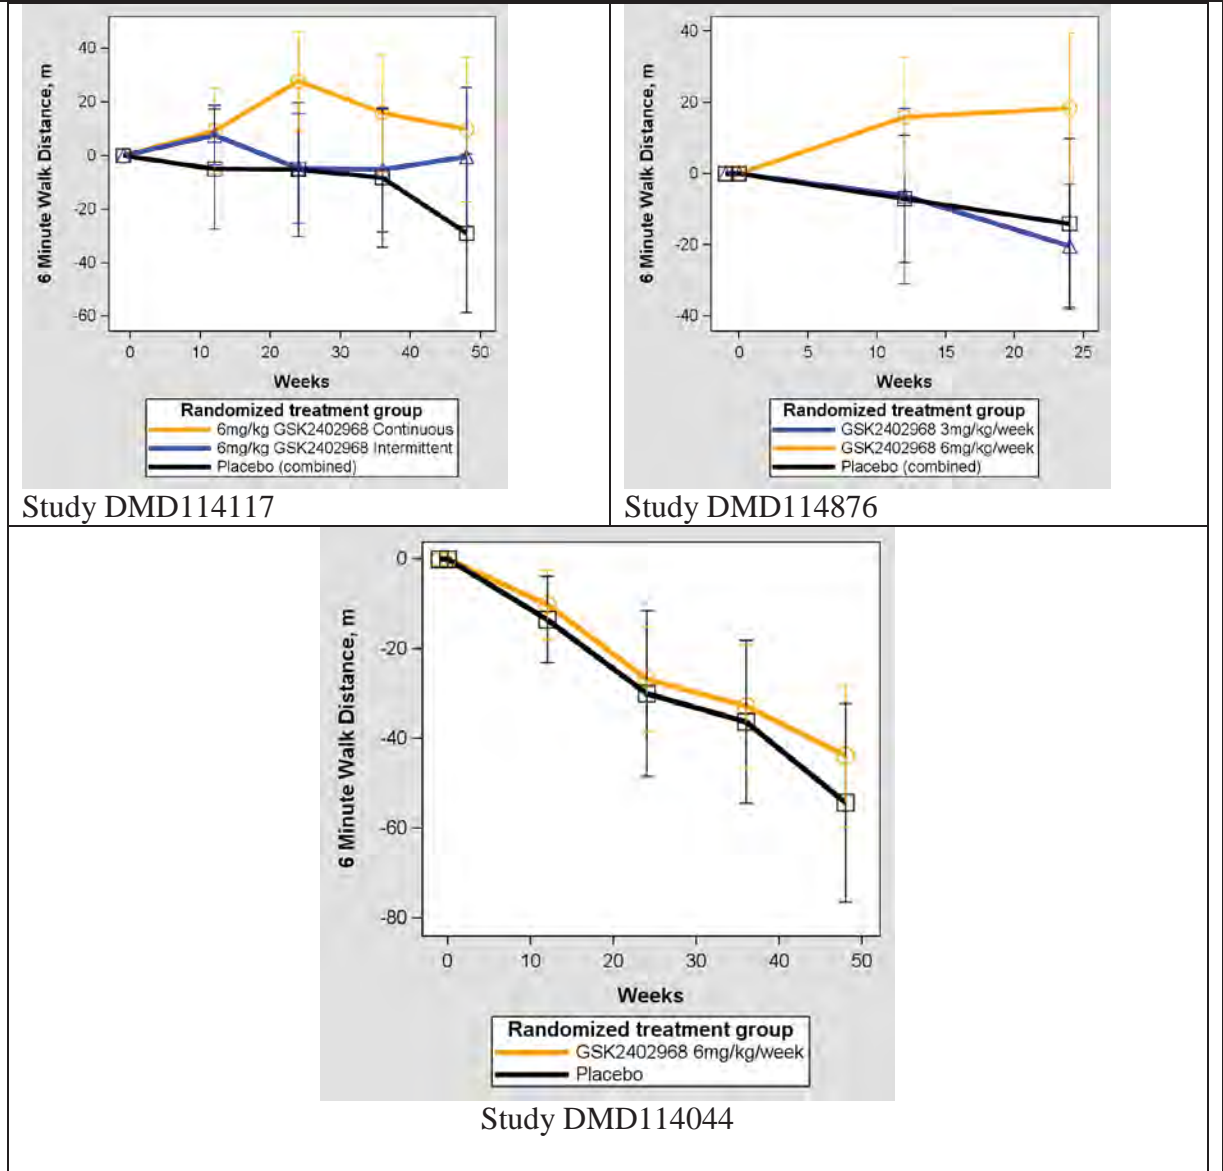 40
20
0
-20
-40
-60
6 Minute Walk Distance, m
0 10 20 30 40 50
Weeks
Randomized treatment group
6mg/kg GSK2402968 Continuous
6mg/kg GSK2402968 Intermittent
Placebo (combined)
Study DMD114117
40
20
0
-20
-40
6 Minute Walk Distance, m
0 5 10 15 20 25
Weeks
Randomized treatment group
GSK2402968 3mg/kg/week
GSK2402968 6mg/kg/week
Placebo (combined)
Study DMD114876
0
-20
-40
-60
-80
6 Minute Walk Distance, m
0 10 20 30 40 50
Weeks
Randomized treatment group
GSK2402968 6mg/kg/week
Placebo
Study DMD114044